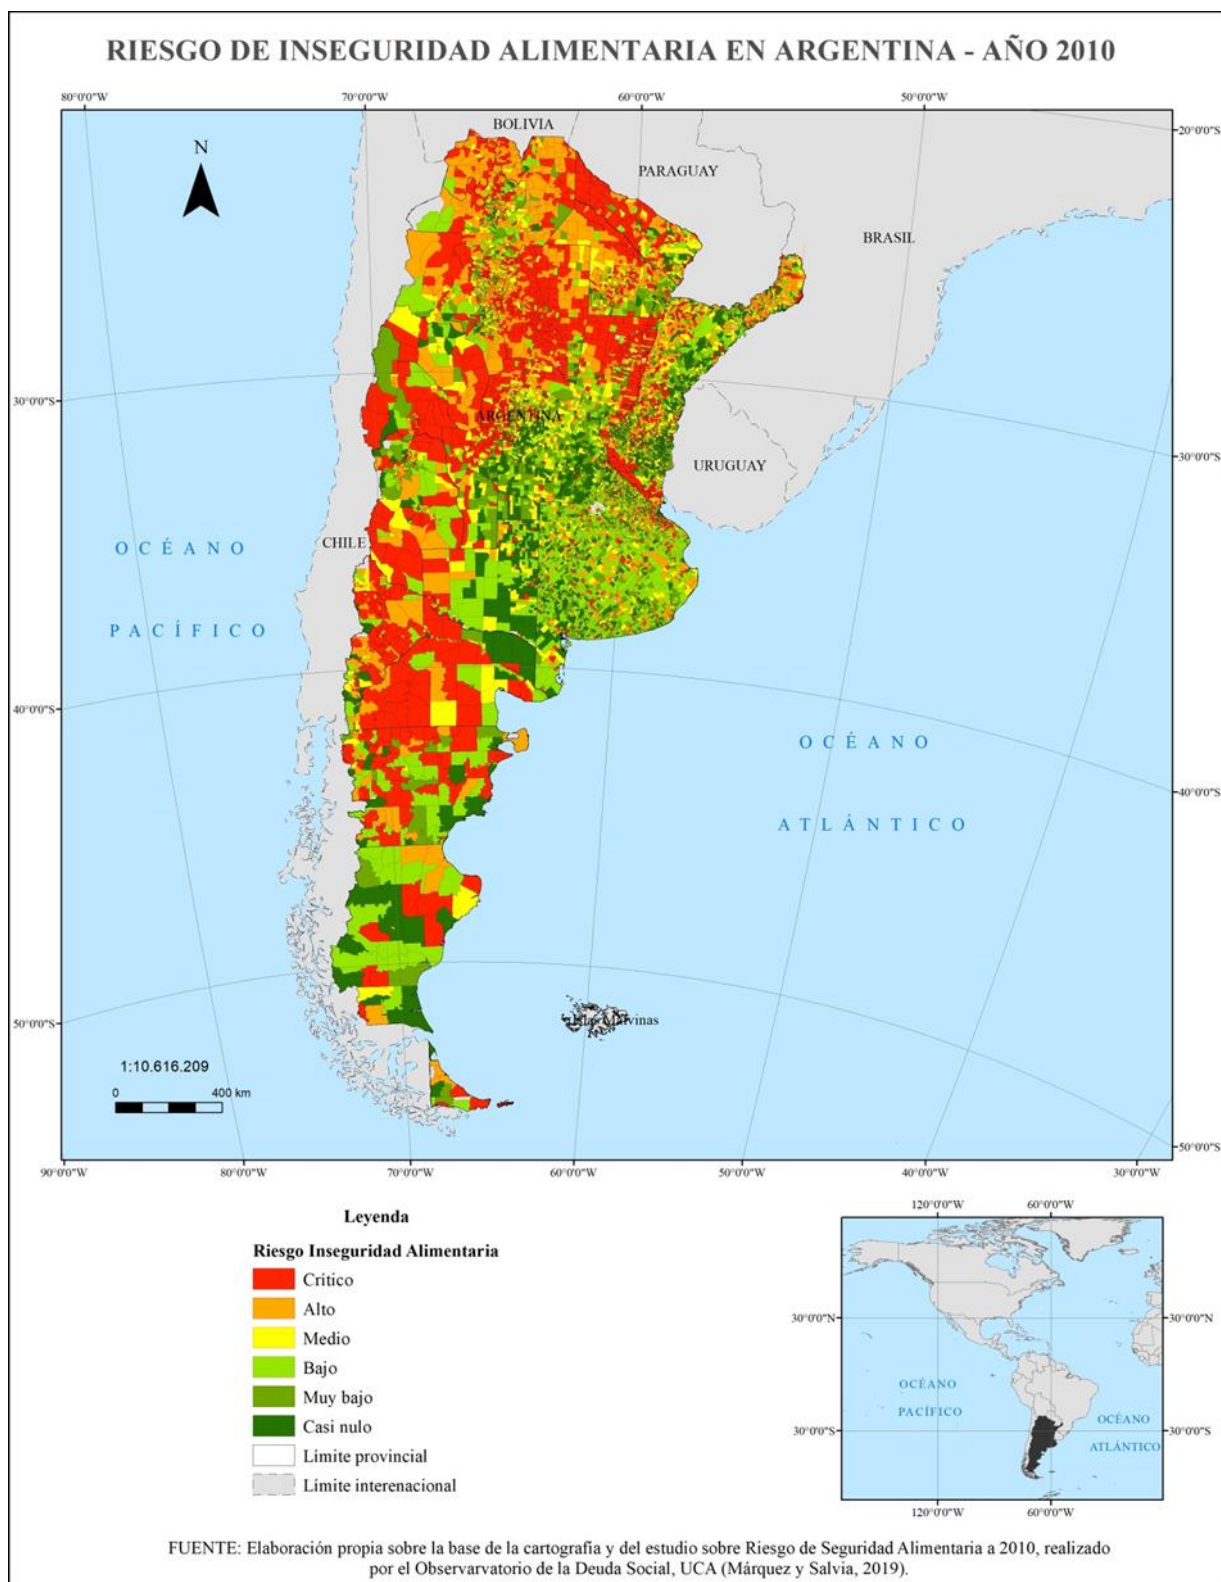 RIESGO DE INSEGURIDAD ALIMENTARIA EN ARGENTINA - AÑO 2010
80°0'0"W
70°0'0"W
60°0'0"W
50°0'0"W
BOLIVIA
20°0'0"S
N
PARAGUAY
BRASIL
30°0'0"S
ARGENTINA
30°0'0"S
URUGUAY
CHILE
OCÉANO
PACÍFICO
40°0'0"S
OCÉANO
40°0'0"S
ATLÁNTICO
50°0'0"S
Islas Malvinas
1:10.616.209
0 400 km
50°0'0"S
90°0'0"W
80°0'0"W
70°0'0"W
60°0'0"W
50°0'0"W
40°0'0"W
30°0'0"W
Leyenda
Riesgo Inseguridad Alimentaria
Crítico
Alto
Medio
Bajo
Muy bajo
Casi nulo
Límite provincial
Límite interenacional
120°0'0"W
60°0'0"W
30°0'0"N
30°0'0"N
OCÉANO
PACÍFICO
30°0'0"S
OCÉANO
ATLÁNTICO
30°0'0"S
120°0'0"W
60°0'0"W
FUENTE: Elaboración propia sobre la base de la cartografía y del estudio sobre Riesgo de Seguridad Alimentaria a 2010, realizado
por el Observarvatorio de la Deuda Social, UCA (Márquez y Salvia, 2019).